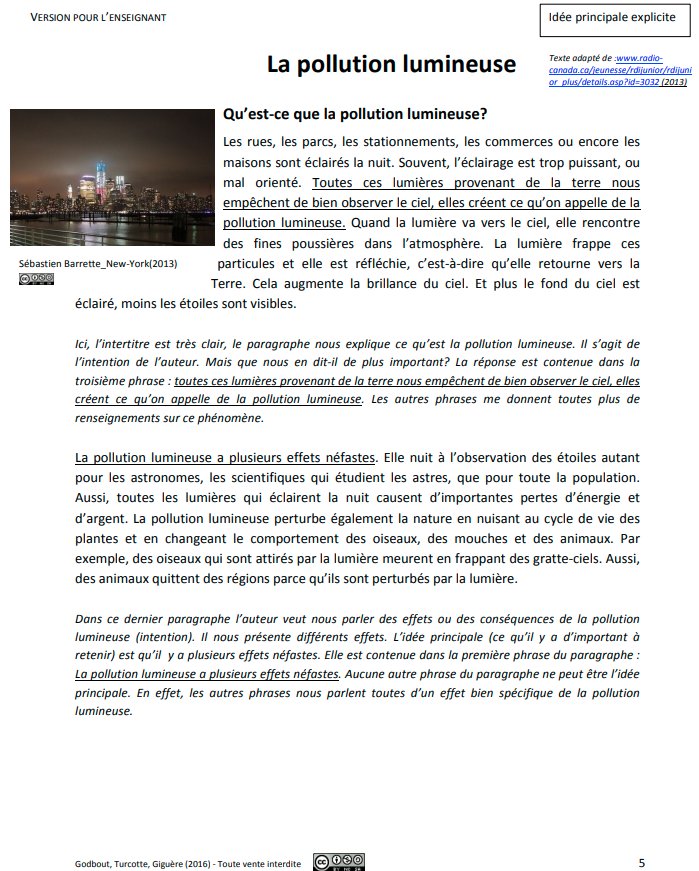 VERSION POUR L’ENSEIGNANT
Idée principale explicite
La pollution lumineuse
Texte adapté de :www.radio-
canada.ca/jeunesse/rdijunior/rdijuni
or_plus/details.asp?id=3032 (2013)
Qu’est-ce que la pollution lumineuse?
Les rues, les parcs, les stationnements, les commerces ou encore les
maisons sont éclairés la nuit. Souvent, l’éclairage est trop puissant, ou
mal orienté. Toutes ces lumières provenant de la terre nous
empêchent de bien observer le ciel, elles créent ce qu’on appelle de la
pollution lumineuse. Quand la lumière va vers le ciel, elle rencontre
des fines poussières dans l’atmosphère. La lumière frappe ces
Sébastien Barrette_New-York(2013)
particules et elle est réfléchie, c’est-à-dire qu’elle retourne vers la
Terre. Cela augmente la brillance du ciel. Et plus le fond du ciel est
éclairé, moins les étoiles sont visibles.
Ici, l’intertitre est très clair, le paragraphe nous explique ce qu’est la pollution lumineuse. Il s’agit de
l’intention de l’auteur. Mais que nous en dit-il de plus important? La réponse est contenue dans la
troisième phrase : toutes ces lumières provenant de la terre nous empêchent de bien observer le ciel, elles
créent ce qu’on appelle de la pollution lumineuse. Les autres phrases me donnent toutes plus de
renseignements sur ce phénomène.
La pollution lumineuse a plusieurs effets néfastes. Elle nuit à l’observation des étoiles autant
pour les astronomes, les scientifiques qui étudient les astres, que pour toute la population.
Aussi, toutes les lumières qui éclairent la nuit causent d’importantes pertes d’énergie et
d’argent. La pollution lumineuse perturbe également la nature en nuisant au cycle de vie des
plantes et en changeant le comportement des oiseaux, des mouches et des animaux. Par
exemple, des oiseaux qui sont attirés par la lumière meurent en frappant des gratte-ciels. Aussi,
des animaux quittent des régions parce qu’ils sont perturbés par la lumière.
Dans ce dernier paragraphe l’auteur veut nous parler des effets ou des conséquences de la pollution
lumineuse (intention). Il nous présente différents effets. L’idée principale (ce qu’il y a d’important à
retenir) est qu’il y a plusieurs effets néfastes. Elle est contenue dans la première phrase du paragraphe :
La pollution lumineuse a plusieurs effets néfastes. Aucune autre phrase du paragraphe ne peut être l’idée
principale. En effet, les autres phrases nous parlent toutes d’un effet bien spécifique de la pollution
lumineuse.
Godbout, Turcotte, Giguère (2016) - Toute vente interdite
cc BY NC SA
5